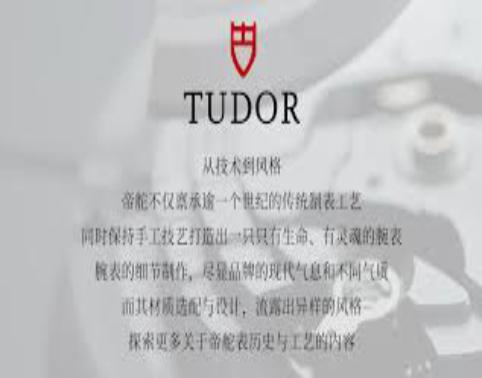 TUDOR
从技术到风格
帝舵不仅禀承逾一个世纪的传统制表工艺
同时保持手工技艺打造出一只只有生命、有灵魂的腕表
腕表的细节制作，尽显品牌的现代气息和不同气质
而其材质选配与设计，流露出异样的风格
探索更多关于帝舵表历史与工艺的内容